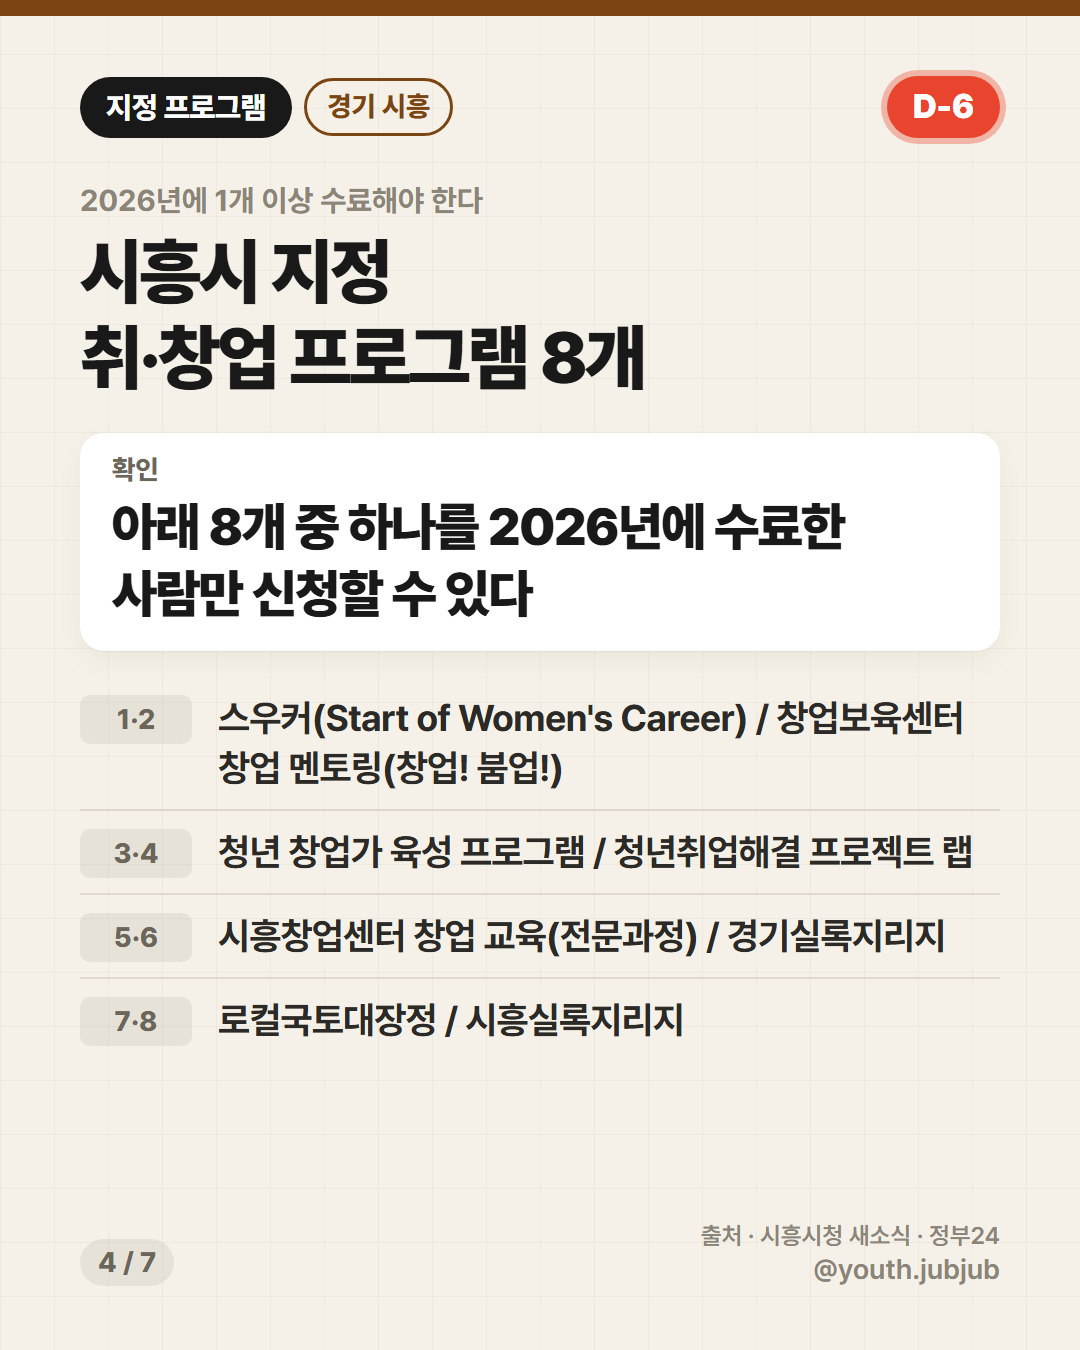 지정 프로그램
경기 시흥
D-6
2026년에 1개 이상 수료해야 한다
시흥시 지정
취·창업 프로그램 8개
확인
아래 8개 중 하나를 2026년에 수료한
사람만 신청할 수 있다
1·2
스우커(Start of Women's Career) / 창업보육센터
창업 멘토링(창업! 붐업!)
3·4
청년 창업가 육성 프로그램 / 청년취업해결 프로젝트 랩
5·6
시흥창업센터 창업 교육(전문과정) / 경기실록지리지
7·8
로컬국토대장정 / 시흥실록지리지
출처 · 시흥시청 새소식 · 정부24
4 / 7
@youth.jubjub